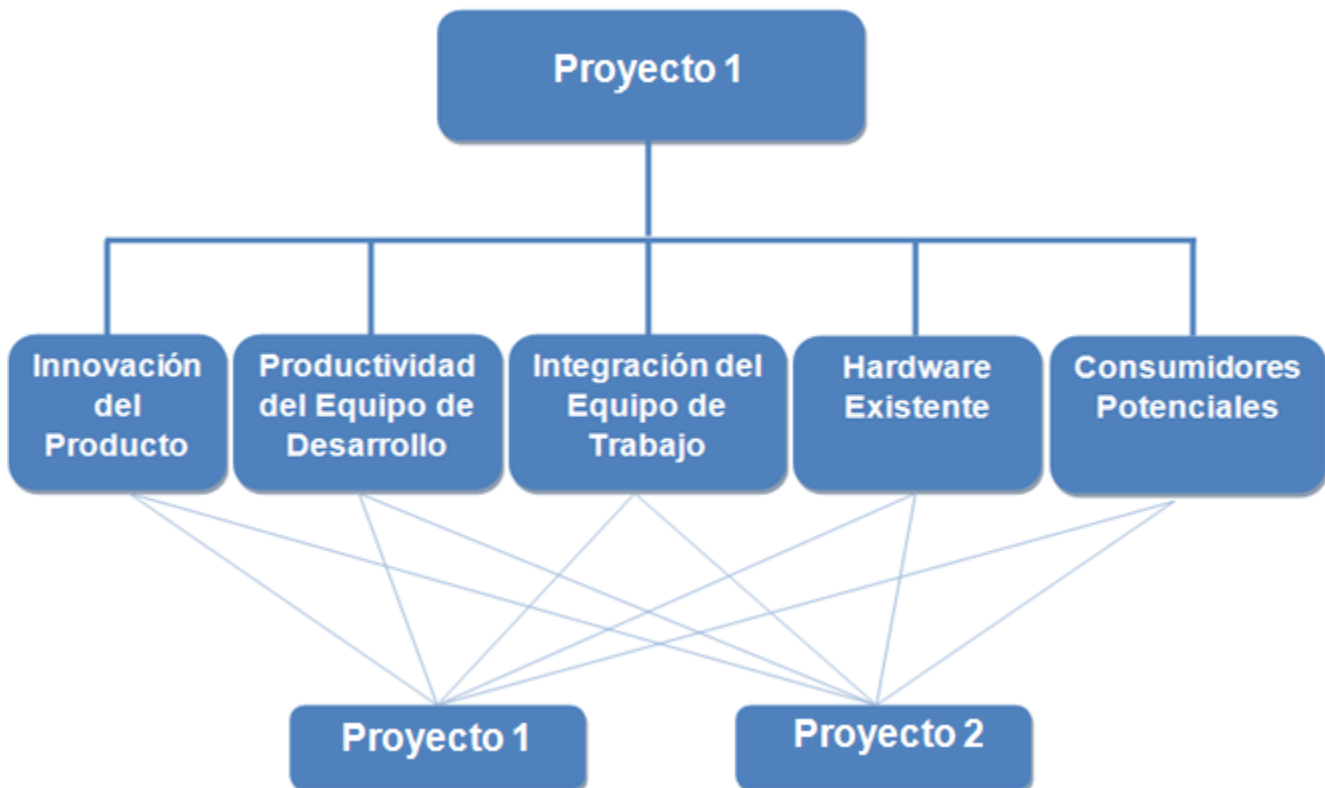 Proyecto 1
Innovación
del
Producto
Productividad
del Equipo de
Desarrollo
Integración del
Equipo de
Trabajo
Hardware
Existente
Consumidores
Potenciales
Proyecto 1
Proyecto 2